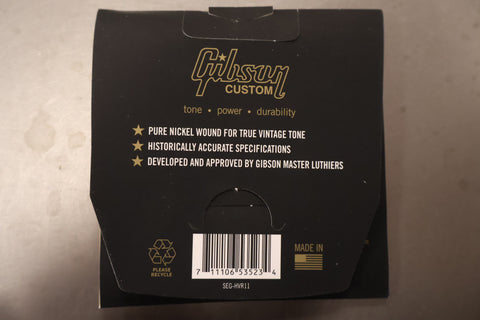 Gibson
CUSTOM
tone • power • durability
★ PURE NICKEL WOUND FOR TRUE VINTAGE TONE
★ HISTORICALLY ACCURATE SPECIFICATIONS
★ DEVELOPED AND APPROVED BY GIBSON MASTER LUTHIERS
PLEASE
RECYCLE
7 11106 53523 4
SEG-HVR11
MADE IN